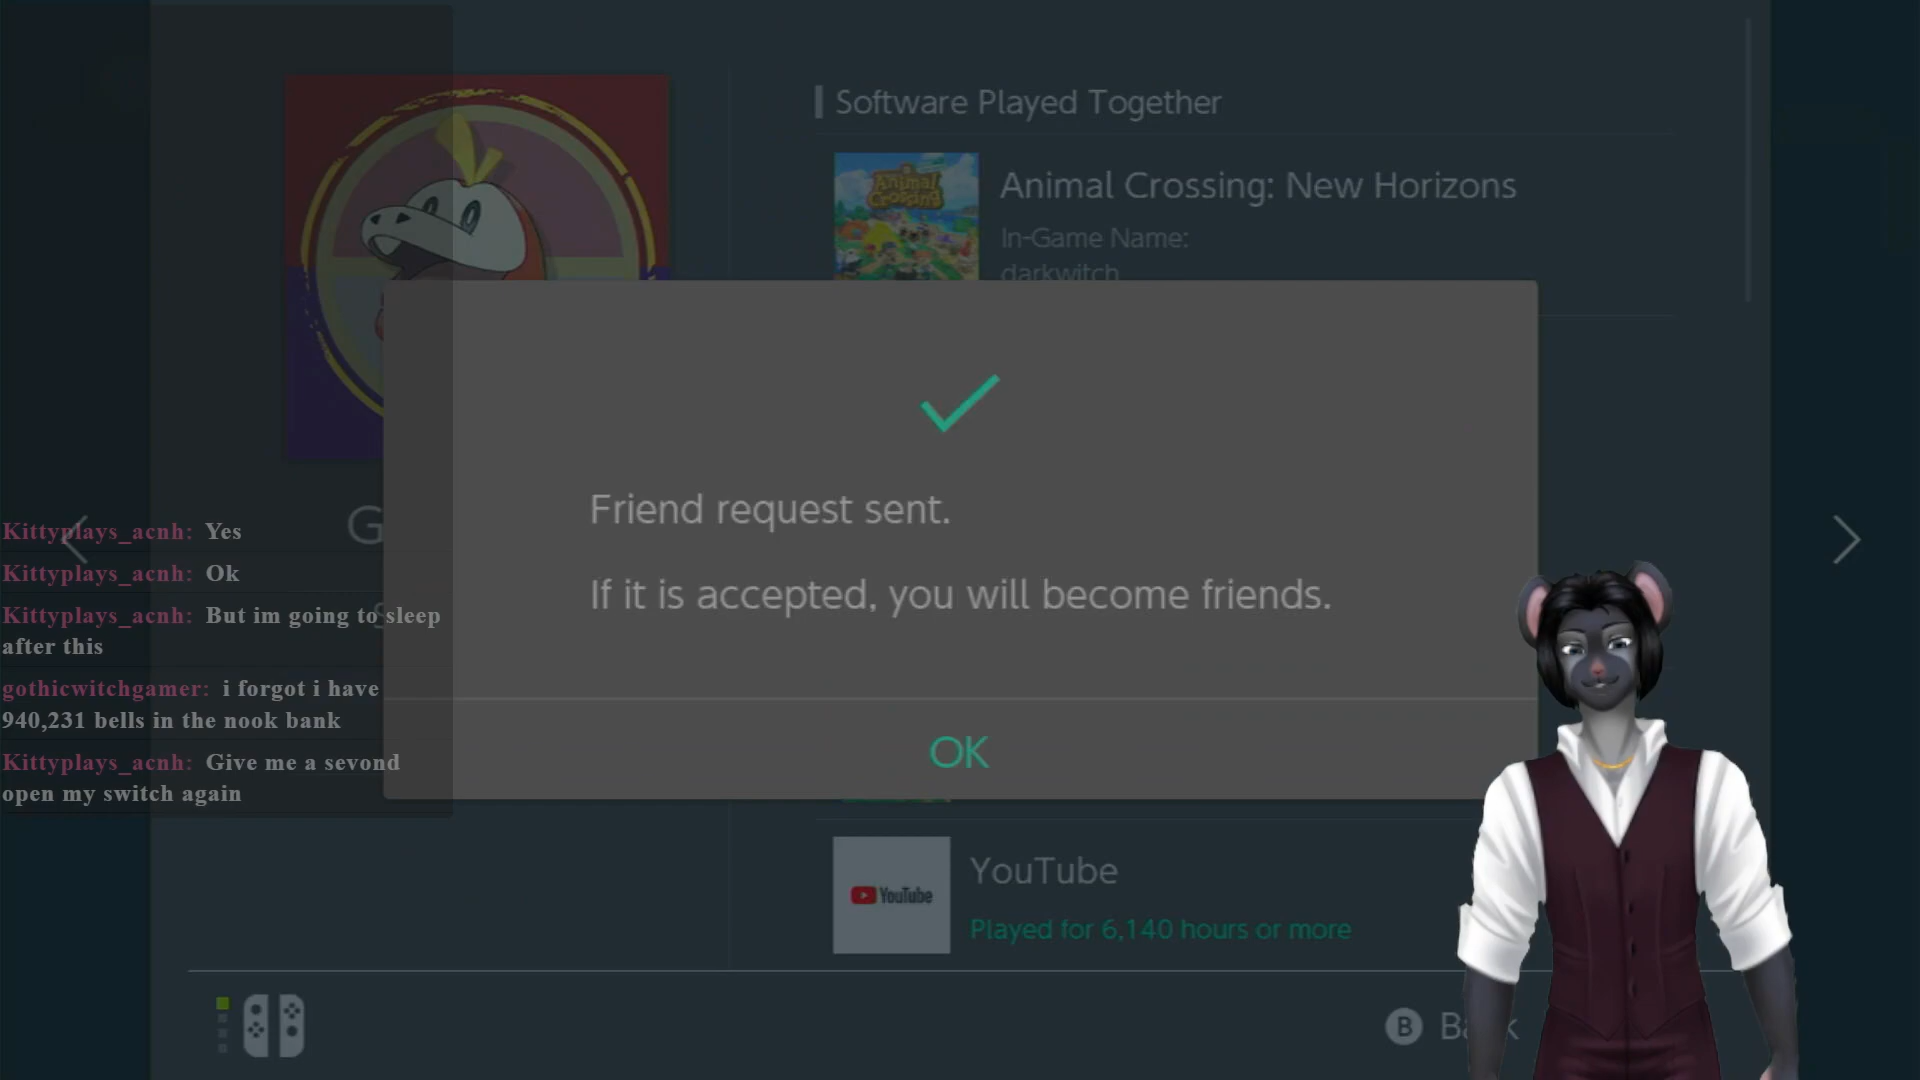 Software Played Together
Animal Crossing
Animal Crossing: New Horizons
In-Game Name:
darkwitch
Friend request sent.
If it is accepted, you will become friends.
OK
G
Kittyplays_acnh: Yes
Kittyplays_acnh: Ok
Kittyplays_acnh: But im going to sleep
after this
gothicwitchgamer: i forgot i have
940,231 bells in the nook bank
Kittyplays_acnh: Give me a sevond
open my switch again
YouTube
YouTube
Played for 6,140 hours or more
B